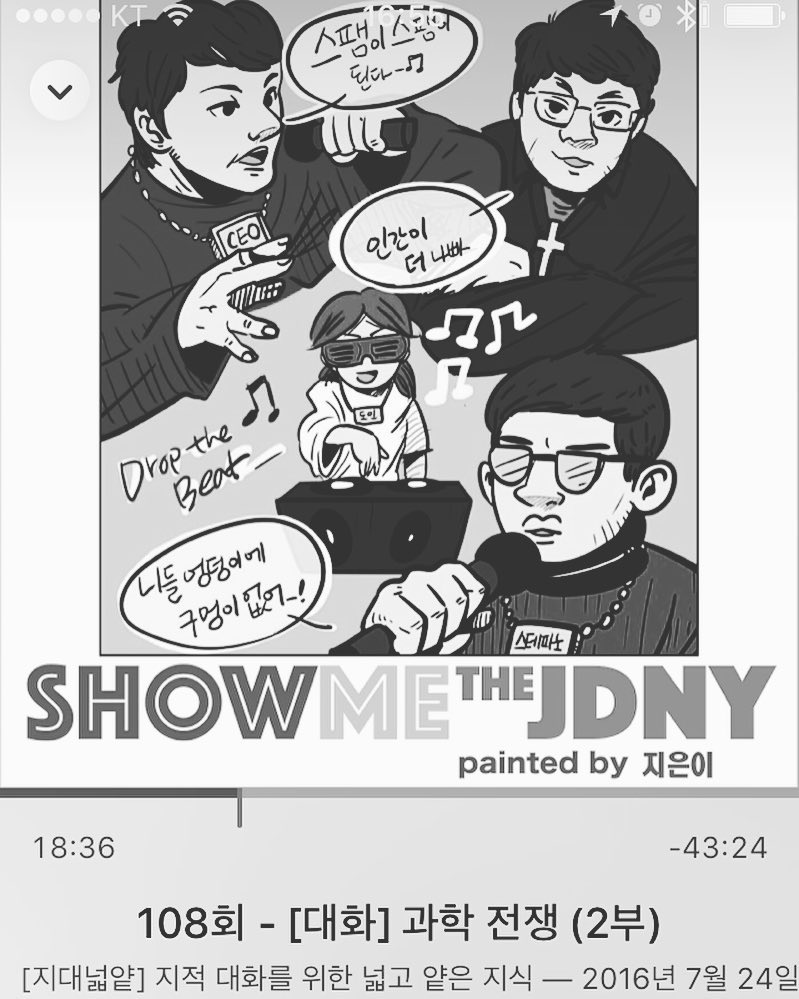 KT 16:55
스팸이 스팸이
된다~♫
CEO
인간이
더 나빠
도인
Drop the
Beat
니들 엉덩이에
구멍이 없어~!
스테파노
SHOW ME THE JDNY
painted by 지은이
18:36
-43:24
108회 - [대화] 과학 전쟁 (2부)
[지대넓얕] 지적 대화를 위한 넓고 얕은 지식 — 2016년 7월 24일